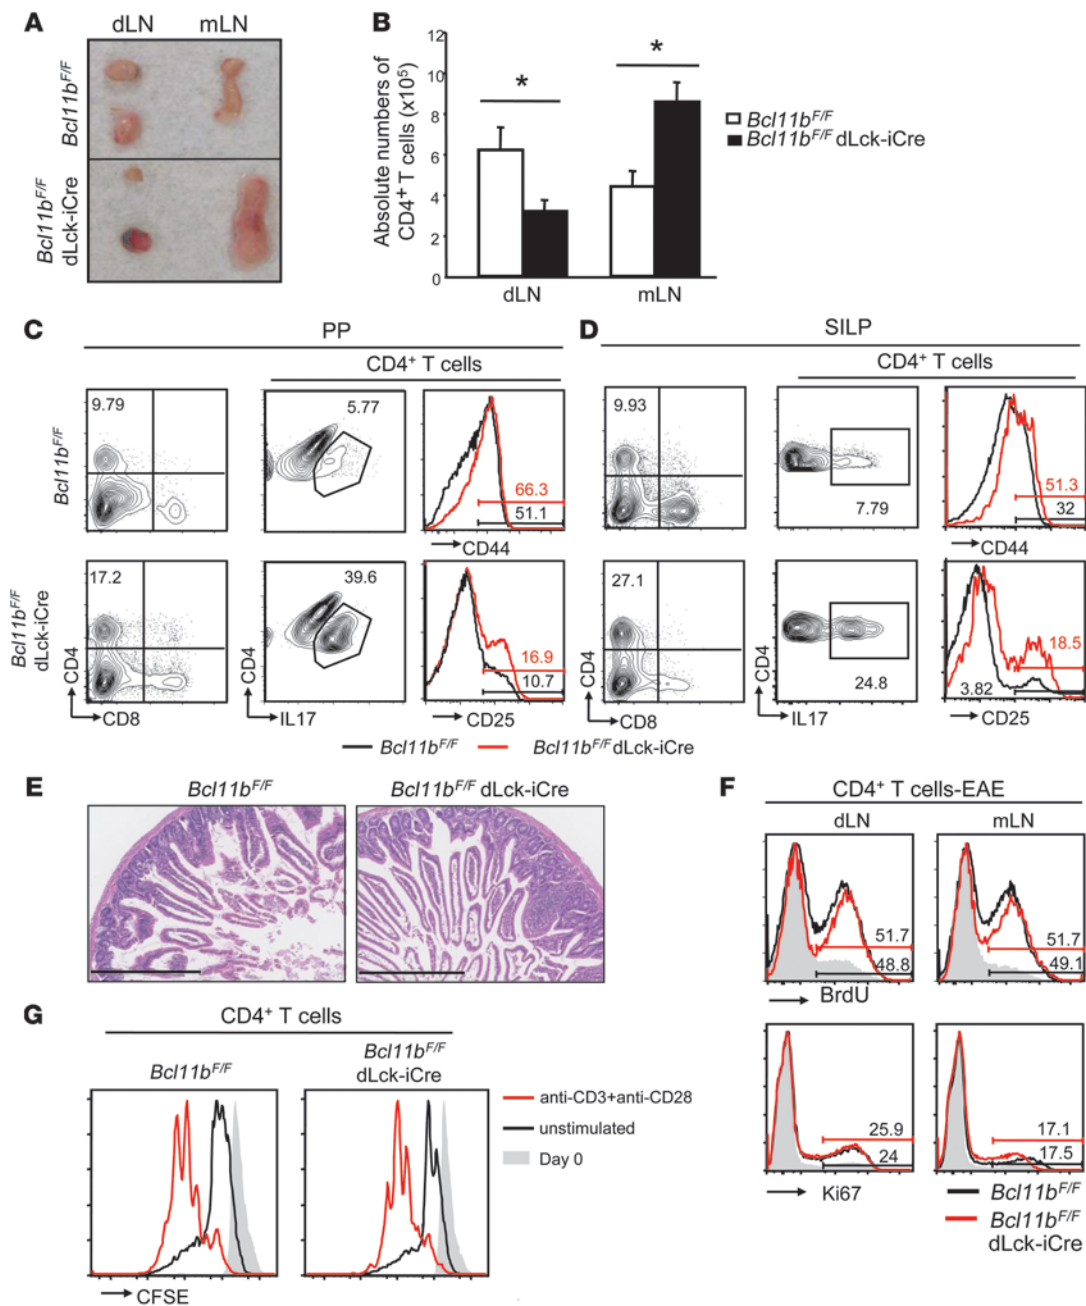 A
dLN mLN
Bcl11bF/F
Bcl11bF/F
dLck-iCre
B
Absolute numbers of
CD4+ T cells (x10⁵)
12
10
8
6
4
2
0
*
*
dLN
mLN
Bcl11bF/F
Bcl11bF/F dLck-iCre
C
PP
CD4+ T cells
Bcl11bF/F
9.79
5.77
66.3
51.1
CD44
Bcl11bF/F
dLck-iCre
17.2
39.6
16.9
10.7
CD4
CD8
CD4
IL17
CD25
D
SILP
CD4+ T cells
9.93
7.79
51.3
32
CD44
27.1
24.8
18.5
3.82
CD4
CD8
CD4
IL17
CD25
Bcl11bF/F
Bcl11bF/F dLck-iCre
E
Bcl11bF/F
Bcl11bF/F dLck-iCre
F
CD4+ T cells-EAE
dLN
mLN
51.7
48.8
51.7
49.1
BrdU
25.9
24
17.1
17.5
Ki67
Bcl11bF/F
Bcl11bF/F
dLck-iCre
G
CD4+ T cells
Bcl11bF/F
Bcl11bF/F
dLck-iCre
anti-CD3+anti-CD28
unstimulated
Day 0
CFSE